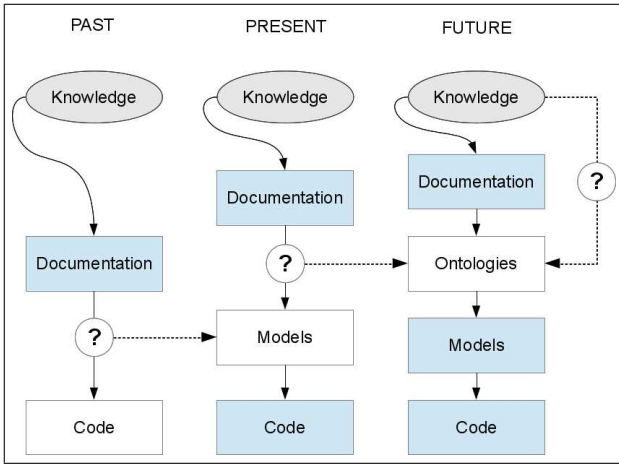 PAST
PRESENT
FUTURE
Knowledge
Knowledge
Knowledge
Documentation
Documentation
?
Documentation
?
Ontologies
?
Models
Models
Code
Code
Code